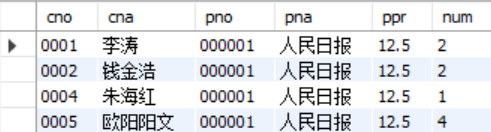 cno cna pno pna ppr num
0001 李涛 000001 人民日报 12.5 2
0002 钱金浩 000001 人民日报 12.5 2
0004 朱海红 000001 人民日报 12.5 1
0005 欧阳阳文 000001 人民日报 12.5 4